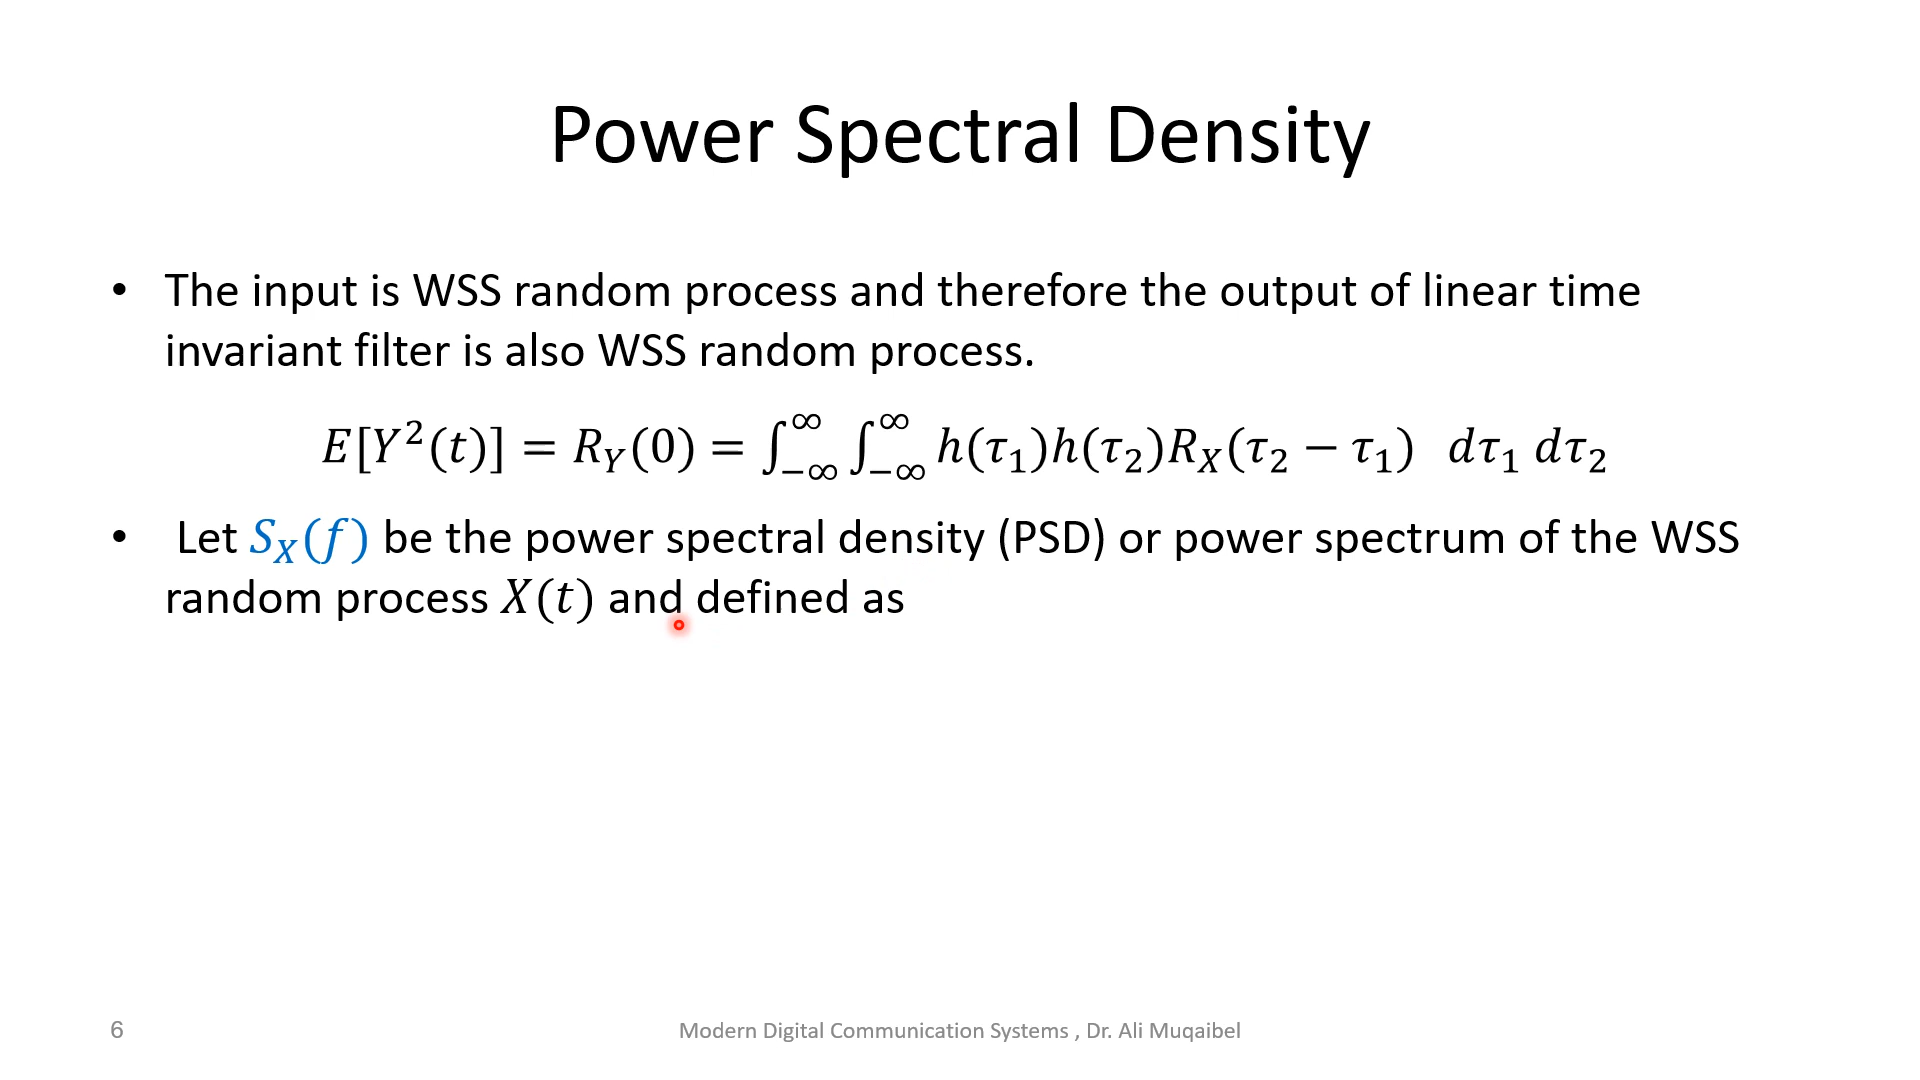 Power Spectral Density
• The input is WSS random process and therefore the output of linear time
invariant filter is also WSS random process.
𝐸[𝑌²(𝑡)] = 𝑅_𝑌(0) = ∫_{−∞}^{∞} ∫_{−∞}^{∞} ℎ(𝜏₁)ℎ(𝜏₂)𝑅_𝑋(𝜏₂ − 𝜏₁) 𝑑𝜏₁ 𝑑𝜏₂
• Let 𝑆_𝑋(𝑓) be the power spectral density (PSD) or power spectrum of the WSS
random process 𝑋(𝑡) and defined as
6
Modern Digital Communication Systems , Dr. Ali Muqaibel